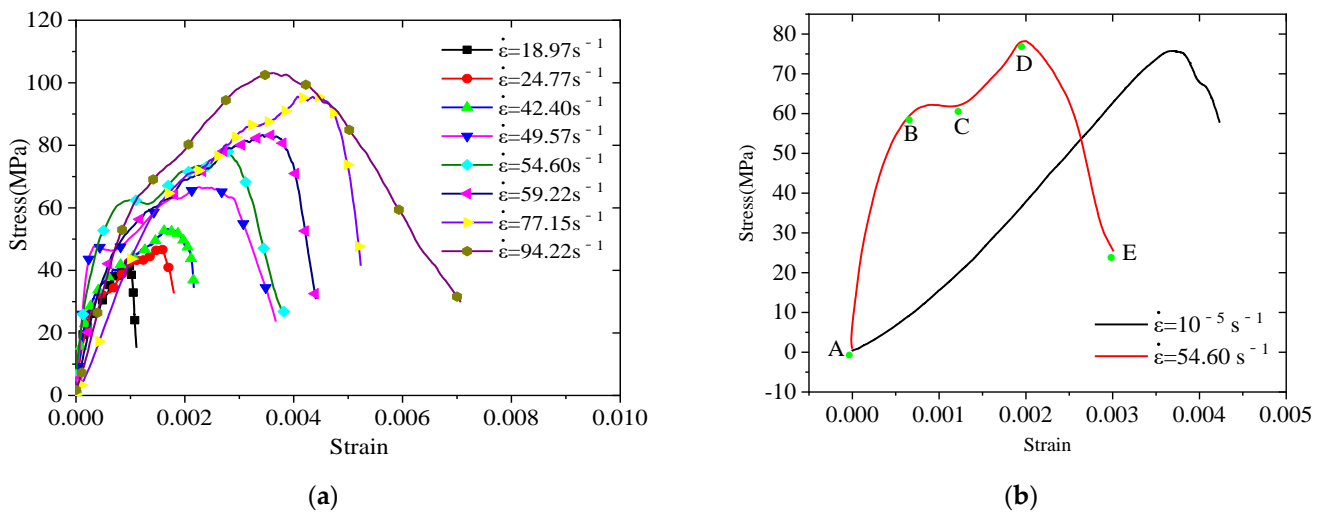 120
100
80
60
40
20
0
Stress(MPa)
0.000
0.002
0.004
0.006
0.008
0.010
Strain
ε̇=18.97s⁻¹
ε̇=24.77s⁻¹
ε̇=42.40s⁻¹
ε̇=49.57s⁻¹
ε̇=54.60s⁻¹
ε̇=59.22s⁻¹
ε̇=77.15s⁻¹
ε̇=94.22s⁻¹
(a)
80
70
60
50
40
30
20
10
0
-10
Stress(MPa)
A
B
C
D
E
ε̇=10⁻⁵ s⁻¹
ε̇=54.60 s⁻¹
0.000
0.001
0.002
0.003
0.004
0.005
Strain
(b)